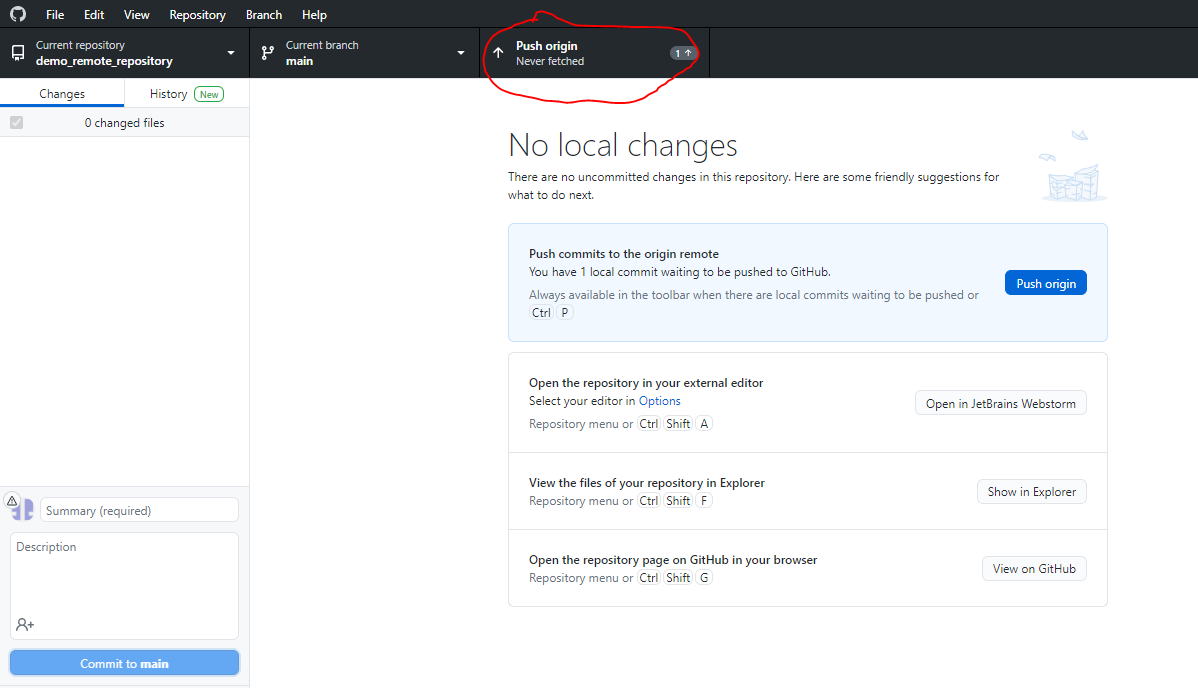 File Edit View Repository Branch Help
Current repository
demo_remote_repository
Current branch
main
Push origin
Never fetched
1
Changes
History New
0 changed files
No local changes
There are no uncommitted changes in this repository. Here are some friendly suggestions for
what to do next.
Push commits to the origin remote
You have 1 local commit waiting to be pushed to GitHub.
Always available in the toolbar when there are local commits waiting to be pushed or
Ctrl P
Push origin
Open the repository in your external editor
Select your editor in Options
Repository menu or Ctrl Shift A
Open in JetBrains Webstorm
View the files of your repository in Explorer
Repository menu or Ctrl Shift F
Show in Explorer
Open the repository page on GitHub in your browser
Repository menu or Ctrl Shift G
View on GitHub
Summary (required)
Description
Commit to main